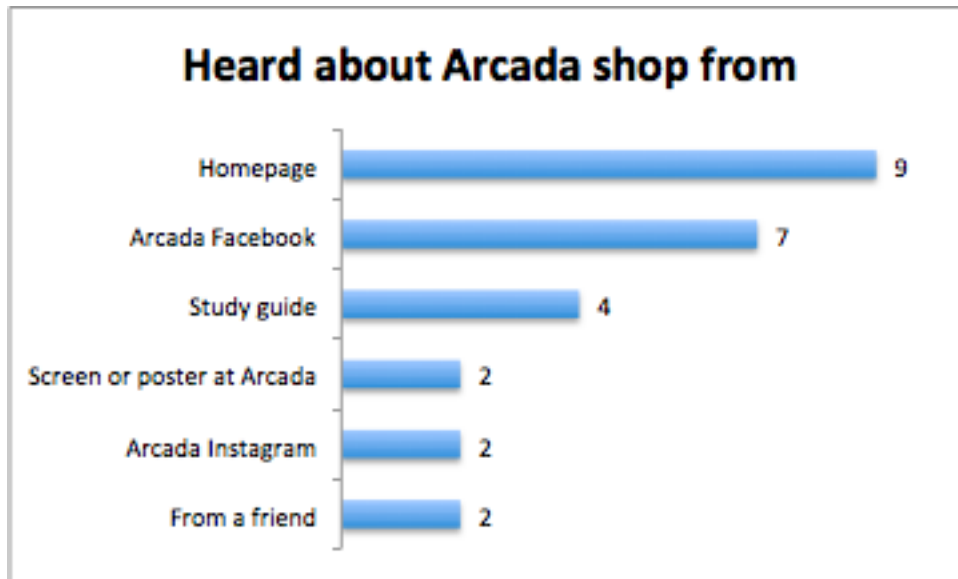 Heard about Arcada shop from
Homepage 9
Arcada Facebook 7
Study guide 4
Screen or poster at Arcada 2
Arcada Instagram 2
From a friend 2